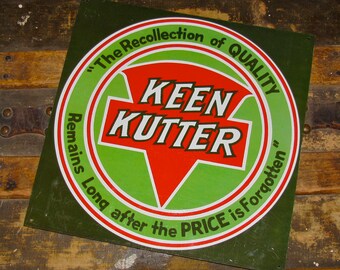 "The Recollection of QUALITY
KEEN
KUTTER
Remains Long after the PRICE is Forgotten"